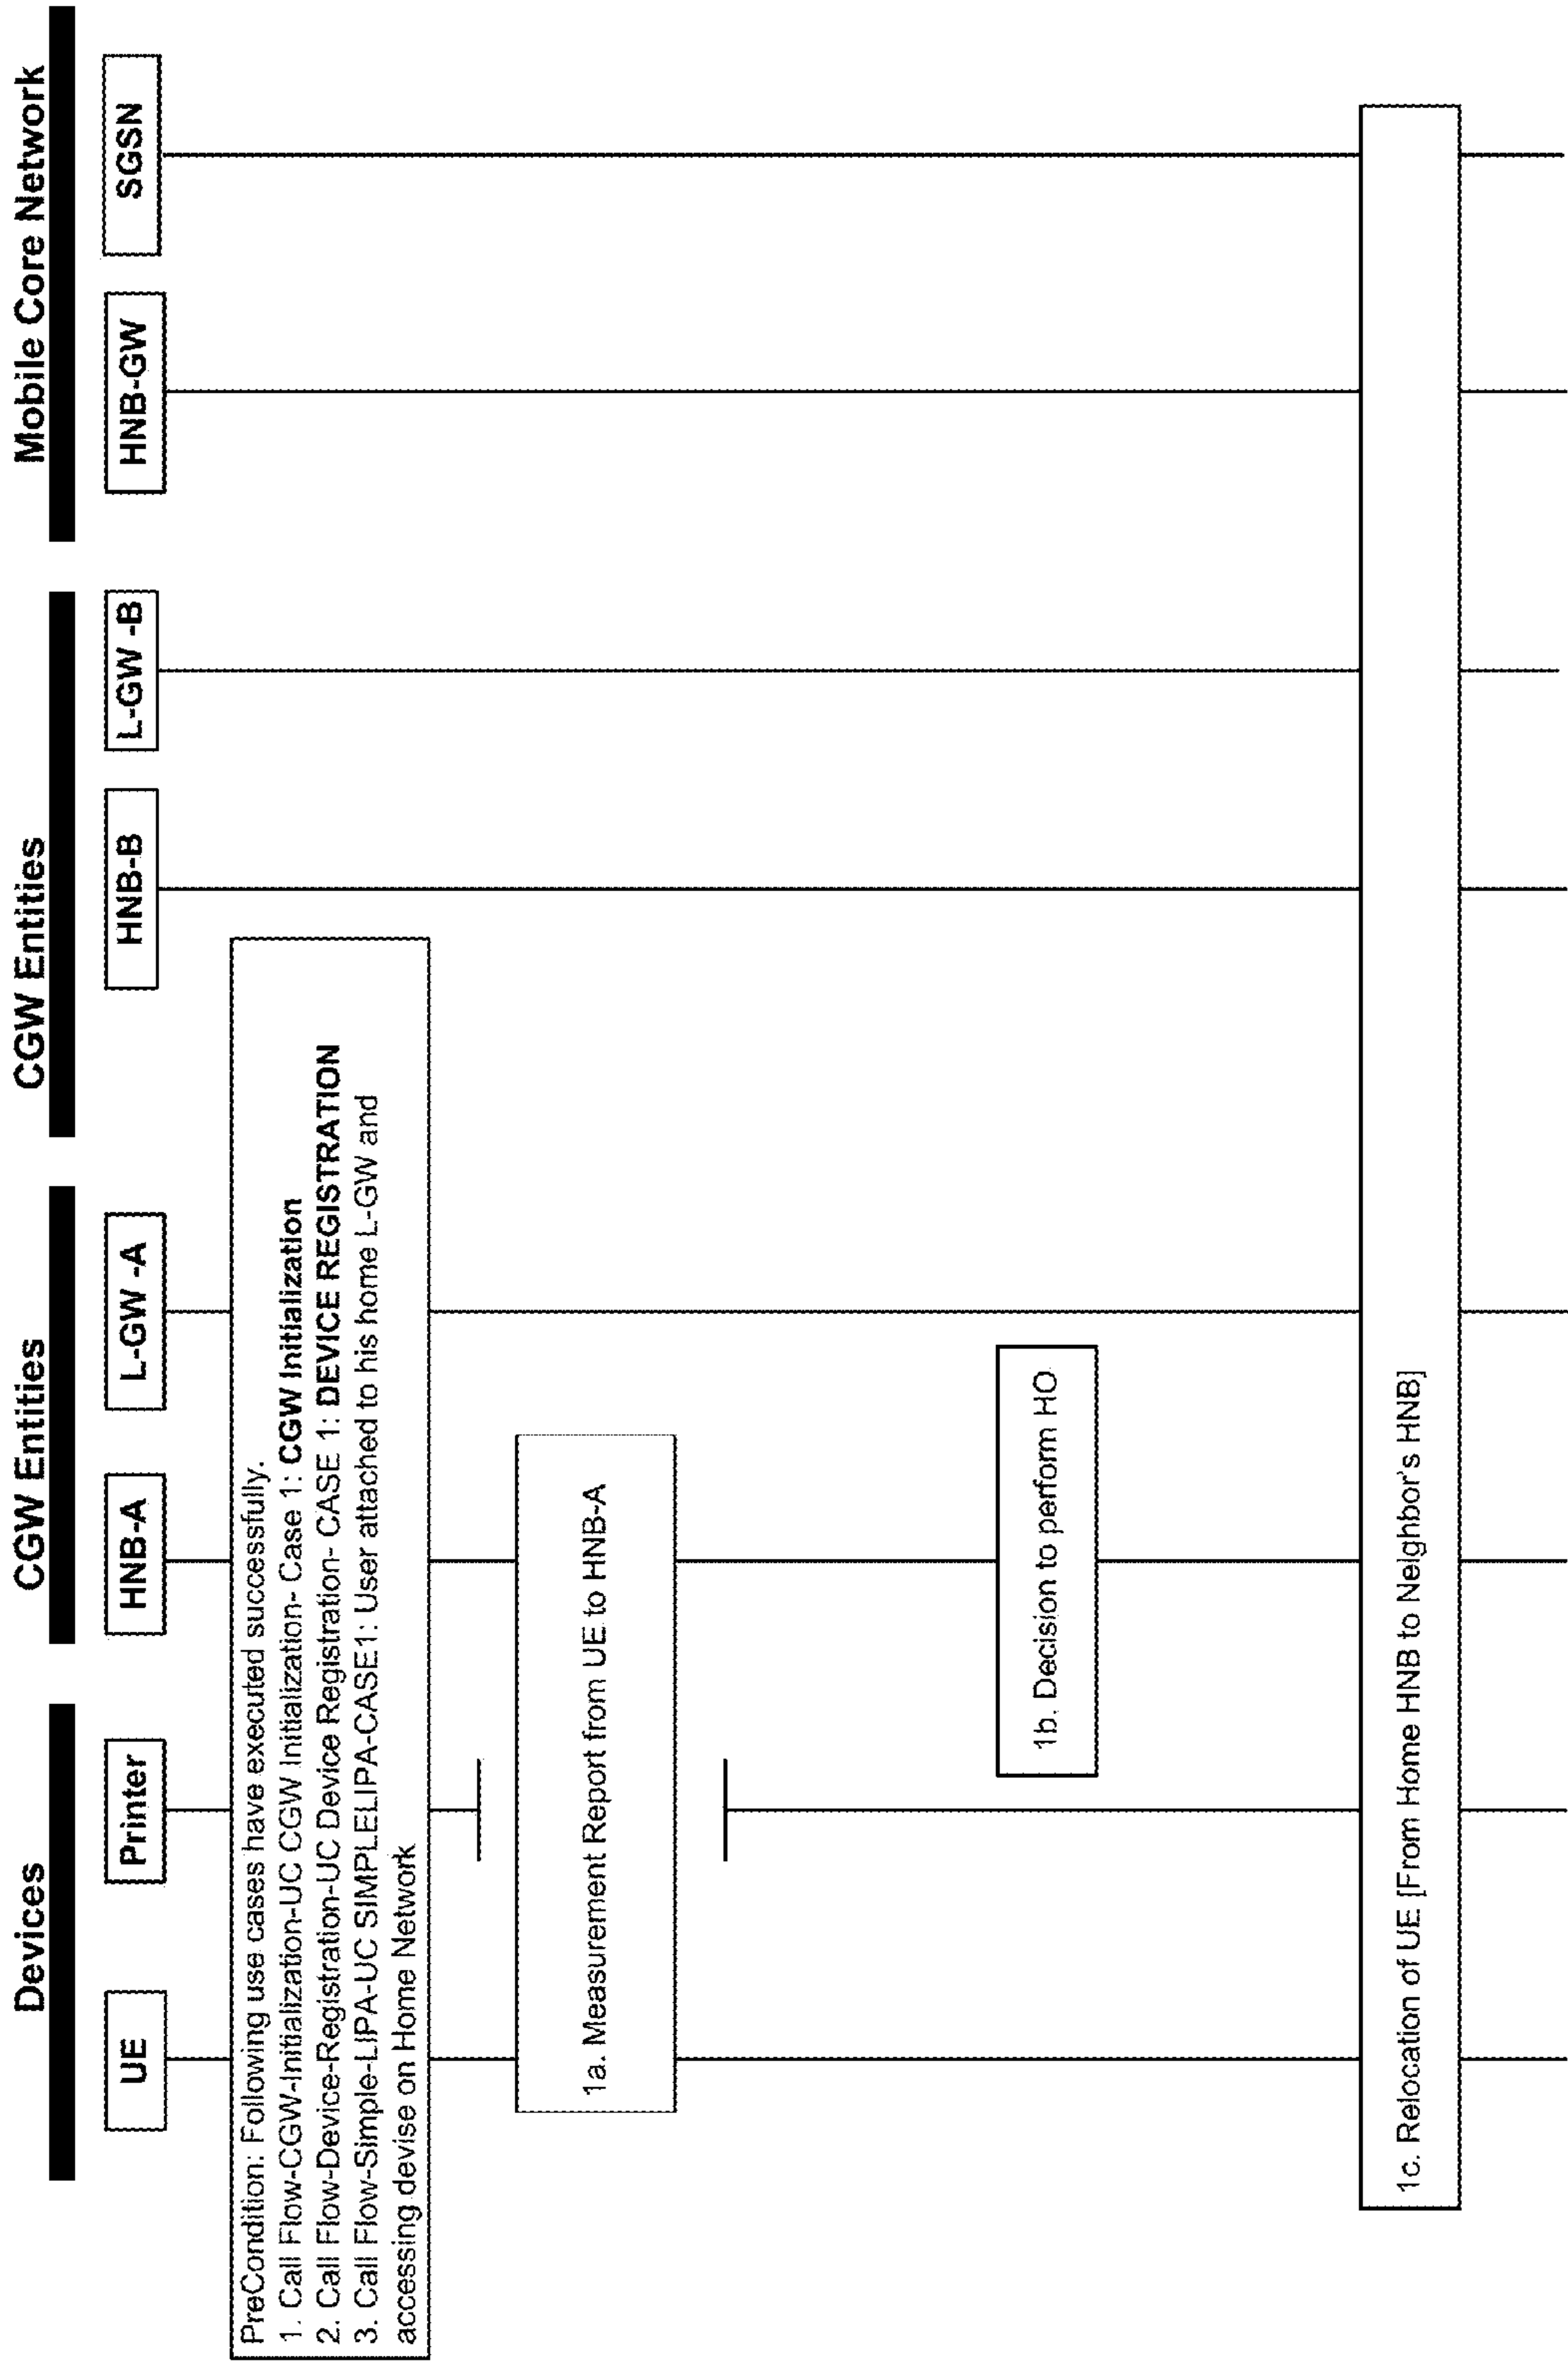 Devices
CGW Entities
CGW Entities
Mobile Core Network
UE
Printer
HNB-A
L-GW -A
HNB-B
L-GW -B
HNB-GW
SGSN
PreCondition: Following use cases have executed successfully.
1. Call Flow-CGW-Initialization-UC CGW Initialization- Case 1: CGW Initialization
2. Call Flow-Device-Registration-UC Device Registration- CASE 1: DEVICE REGISTRATION
3. Call Flow-Simple-LIPA-UC SIMPLELIPA-CASE1: User attached to his home L-GW and
accessing devise on Home Network
1a. Measurement Report from UE to HNB-A
1b. Decision to perform HO
1c. Relocation of UE [From Home HNB to Neighbor's HNB]